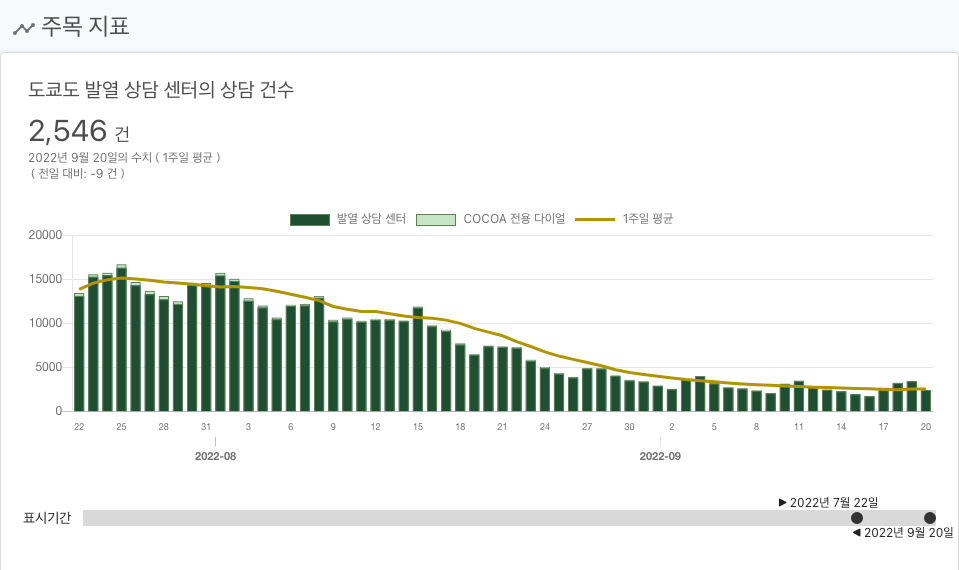 주목 지표
도쿄도 발열 상담 센터의 상담 건수
2,546 건
2022년 9월 20일의 수치 ( 1주일 평균 )
( 전일 대비: -9 건 )
발열 상담 센터 COCOA 전용 다이얼 1주일 평균
20000
15000
10000
5000
0
22 25 28 31 3 6 9 12 15 18 21 24 27 30 2 5 8 11 14 17 20
2022-08 2022-09
▶ 2022년 7월 22일
표시기간
◀ 2022년 9월 20일